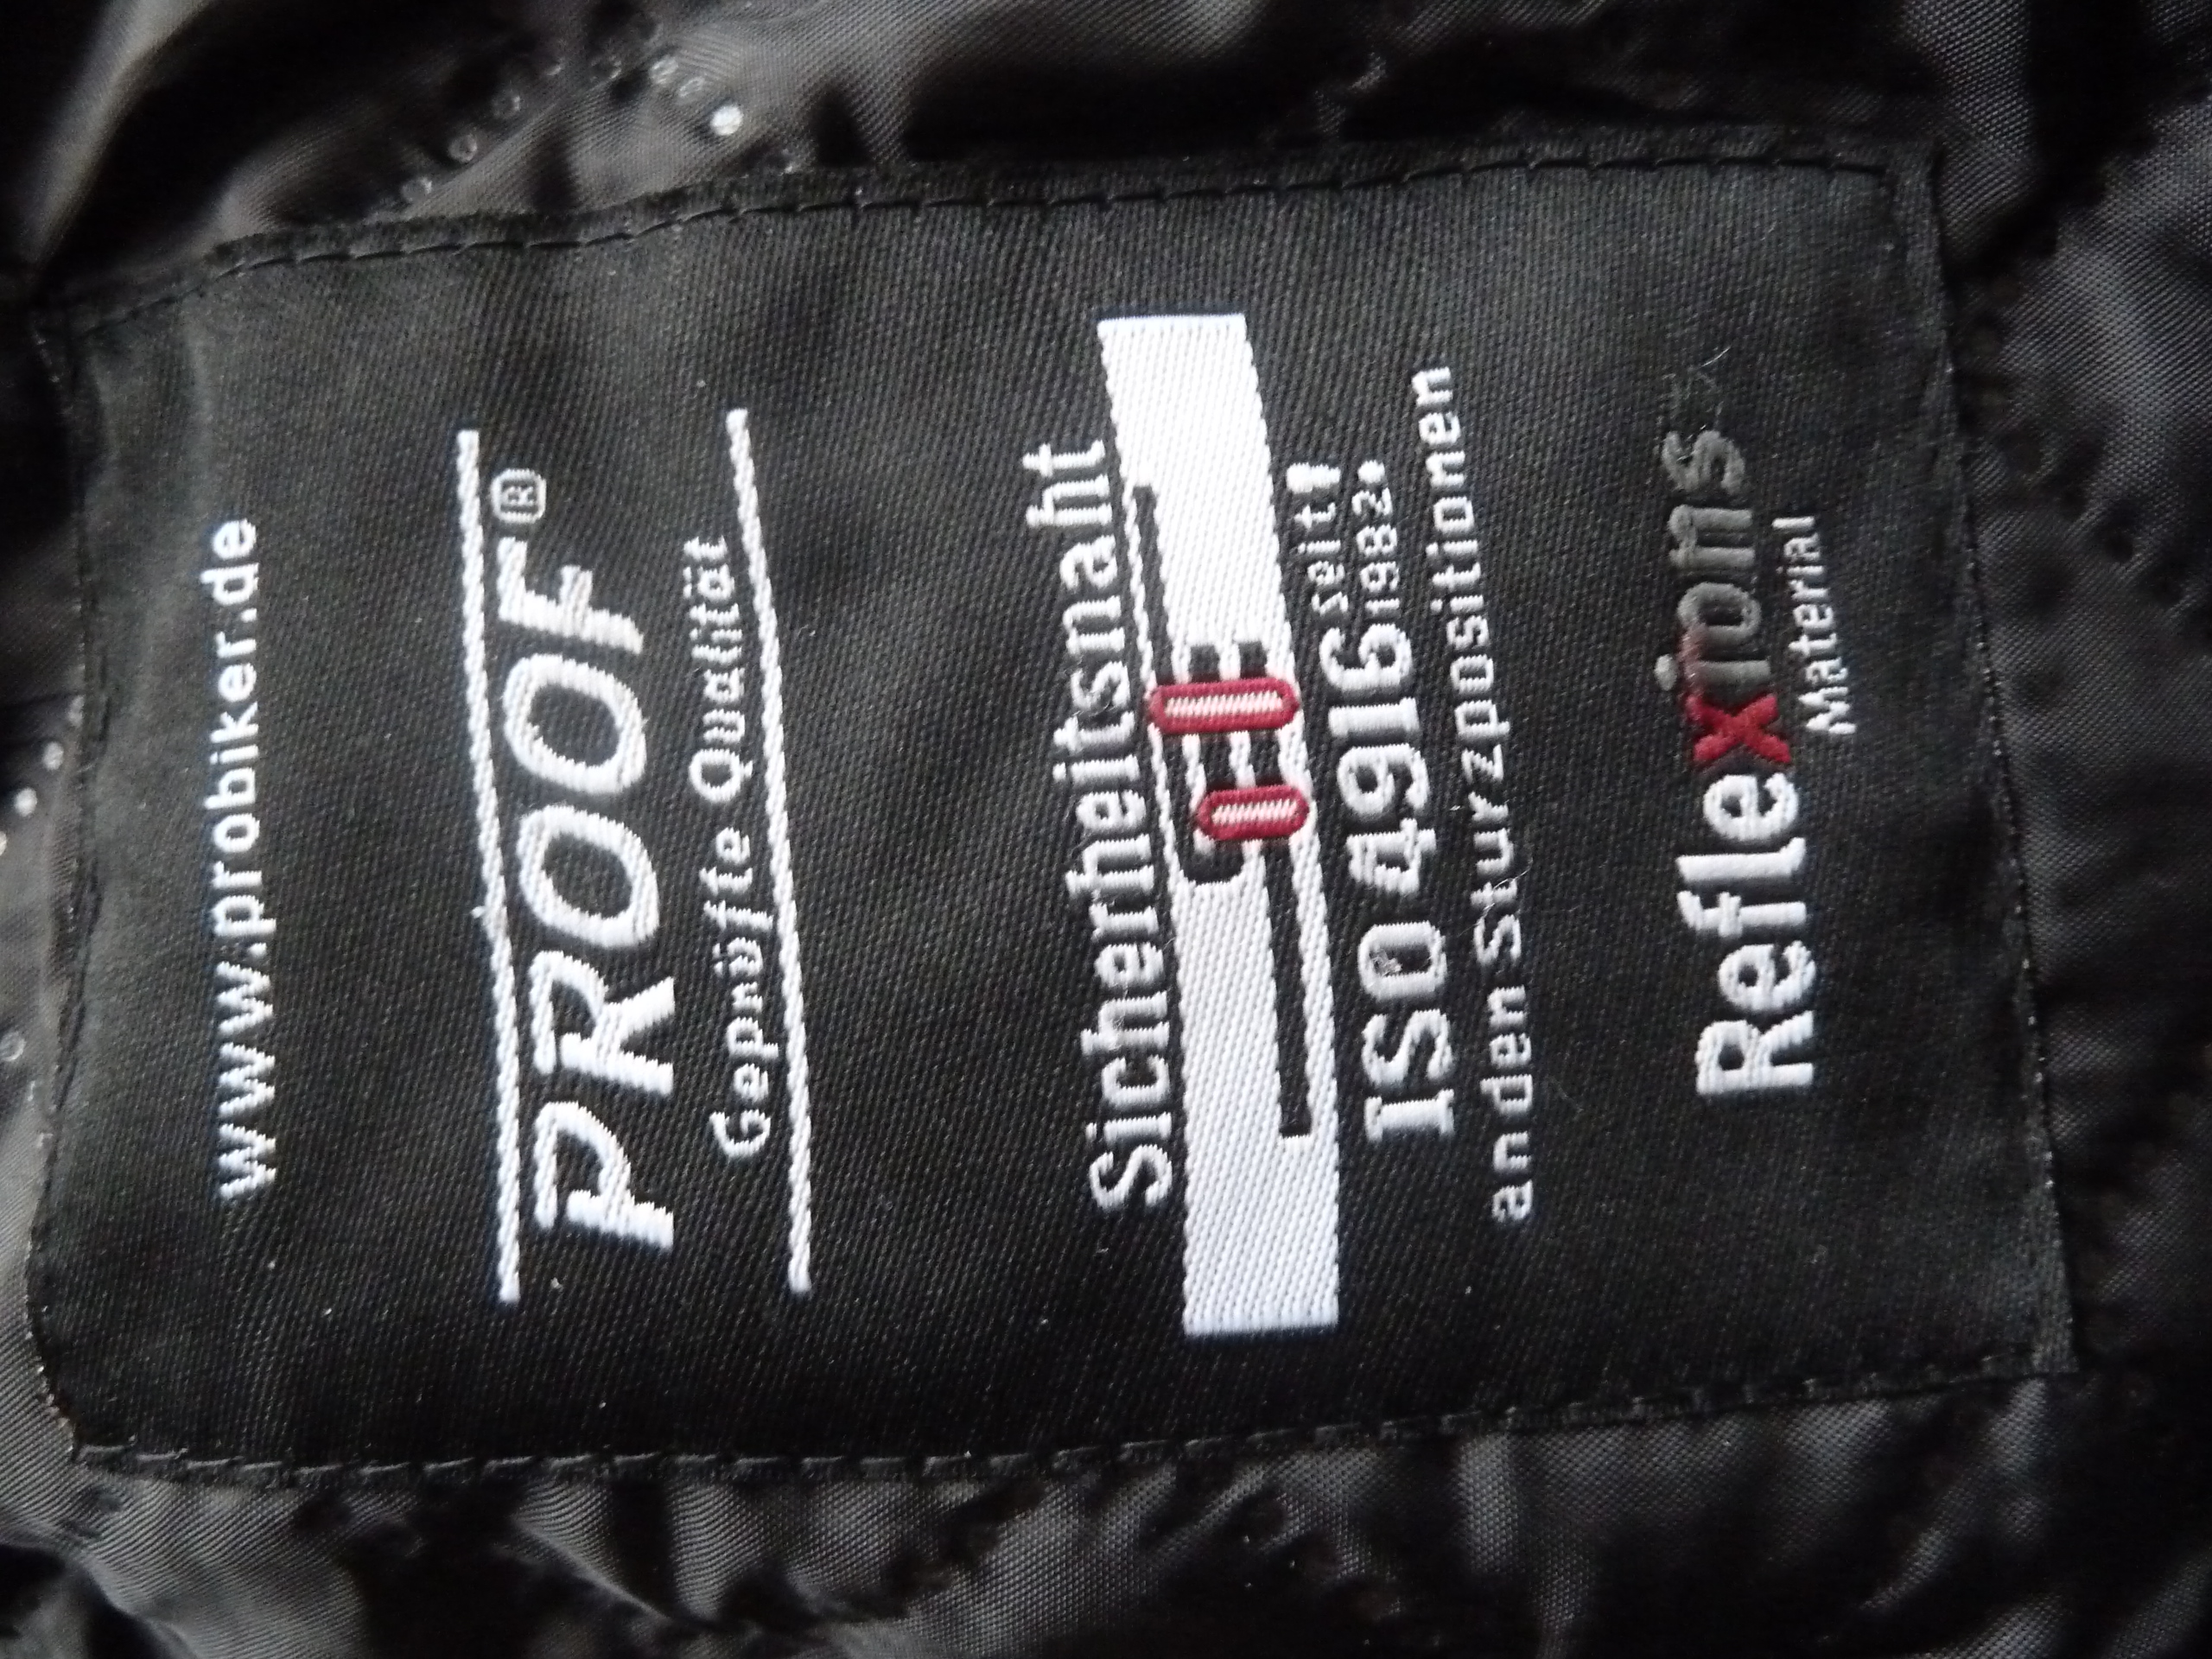 www.probiker.de
PROOF®
Geprüfte Qualität
Sicherheitsnaht
ISO 4916 seit 1982.
an den Sturzpositionen
Reflexions
Material